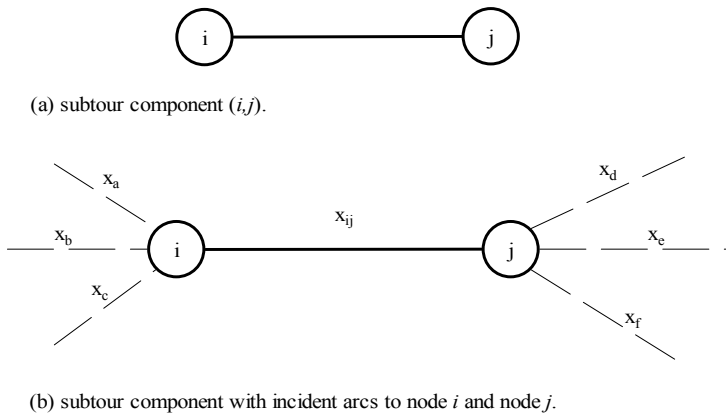 i j
(a) subtour component (i,j).
x_a x_d
x_ij
x_b x_e
i j
x_c
x_f
(b) subtour component with incident arcs to node i and node j.